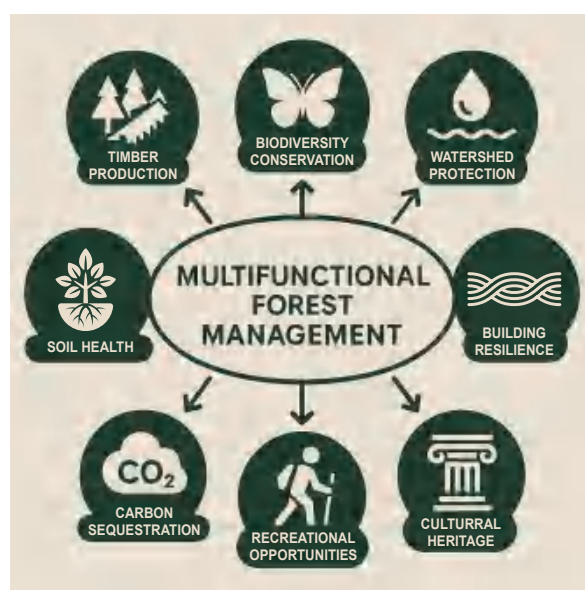 TIMBER
PRODUCTION
BIODIVERSITY
CONSERVATION
WATERSHED
PROTECTION
SOIL HEALTH
MULTIFUNCTIONAL
FOREST
MANAGEMENT
BUILDING
RESILIENCE
CO₂
CARBON
SEQUESTRATION
RECREATIONAL
OPPORTUNITIES
CULTURRAL
HERITAGE